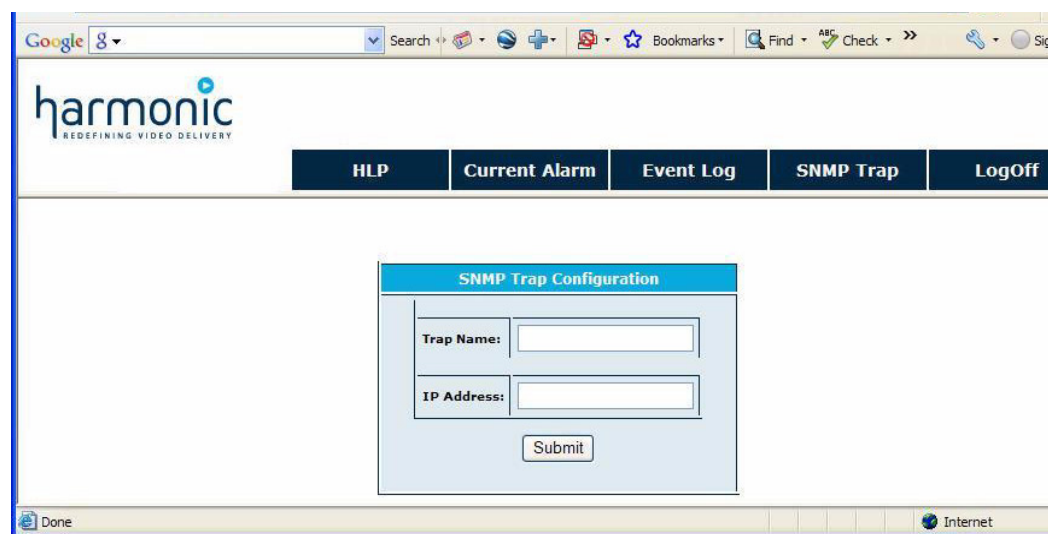 Google g Search Bookmarks Find ABC Check »
harmonic
REDEFINING VIDEO DELIVERY
HLP Current Alarm Event Log SNMP Trap LogOff
SNMP Trap Configuration
Trap Name:
IP Address:
Submit
Done Internet